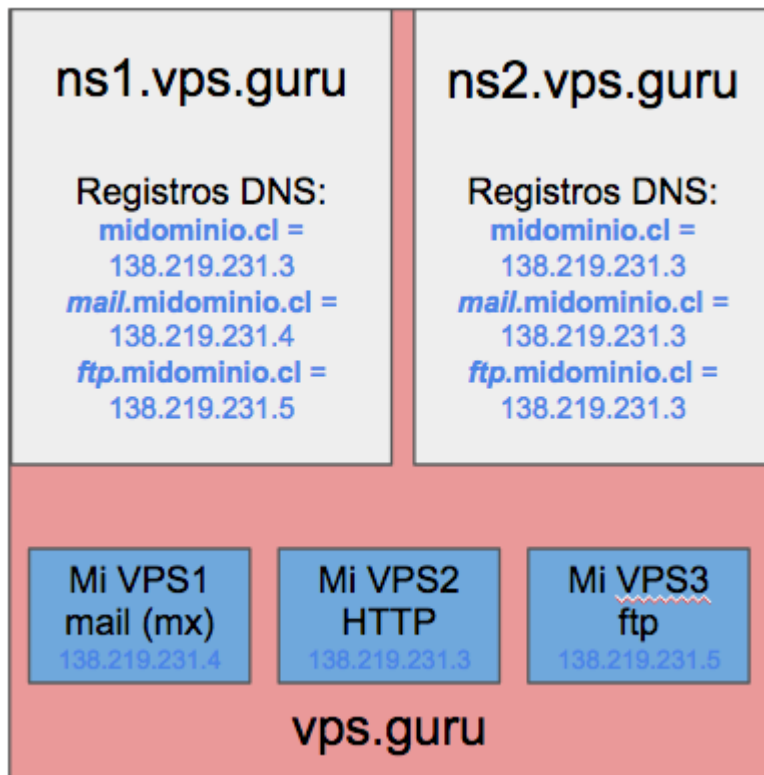 ns1.vps.guru
Registros DNS:
midominio.cl =
138.219.231.3
mail.midominio.cl =
138.219.231.4
ftp.midominio.cl =
138.219.231.5
ns2.vps.guru
Registros DNS:
midominio.cl =
138.219.231.3
mail.midominio.cl =
138.219.231.3
ftp.midominio.cl =
138.219.231.3
Mi VPS1
mail (mx)
138.219.231.4
Mi VPS2
HTTP
138.219.231.3
Mi VPS3
ftp
138.219.231.5
vps.guru